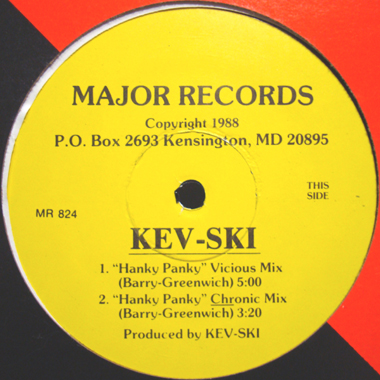 MAJOR RECORDS
Copyright 1988
P.O. Box 2693 Kensington, MD 20895
THIS
SIDE
MR 824
KEV-SKI
1. "Hanky Panky" Vicious Mix
(Barry-Greenwich) 5:00
2. "Hanky Panky" Chronic Mix
(Barry-Greenwich) 3:20
Produced by KEV-SKI